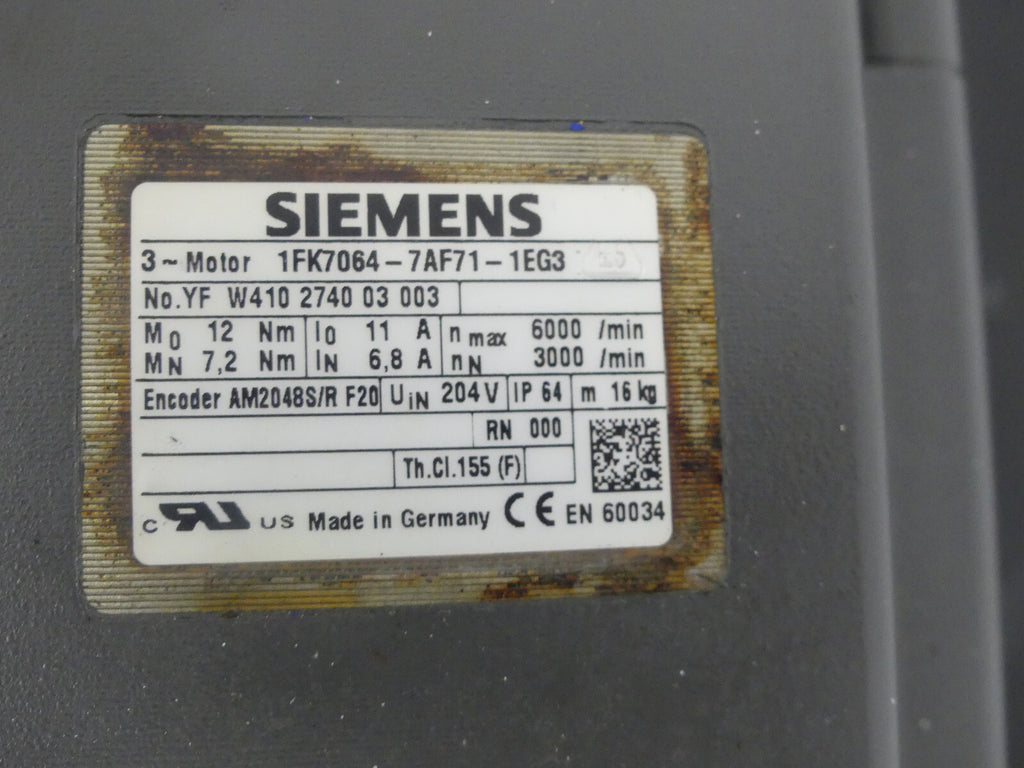 SIEMENS
3~Motor 1FK7064-7AF71-1EG3
No.YF W410 2740 03 003
M0 12 Nm I0 11 A n max 6000 /min
MN 7,2 Nm IN 6,8 A nN 3000 /min
Encoder AM2048S/R F20 UIN 204 V IP 64 m 16 kg
RN 000
Th.Cl.155 (F)
C RU US Made in Germany CE EN 60034